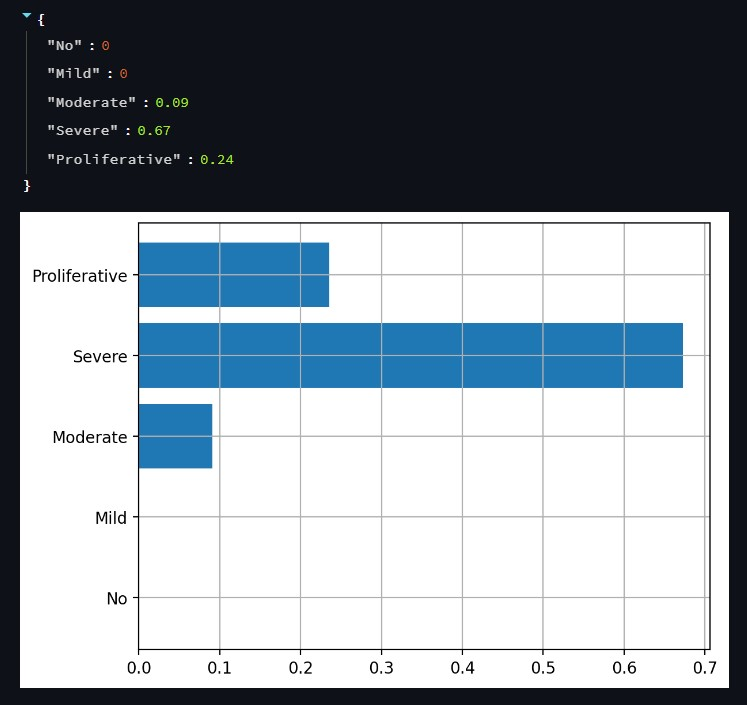 {
"No" : 0
"Mild" : 0
"Moderate" : 0.09
"Severe" : 0.67
"Proliferative" : 0.24
}
Proliferative
Severe
Moderate
Mild
No
0.0 0.1 0.2 0.3 0.4 0.5 0.6 0.7